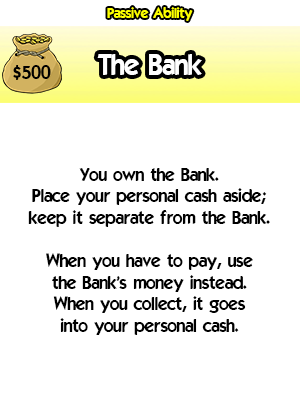 Passive Ability
$500
The Bank
You own the Bank.
Place your personal cash aside;
keep it separate from the Bank.
When you have to pay, use
the Bank's money instead.
When you collect, it goes
into your personal cash.